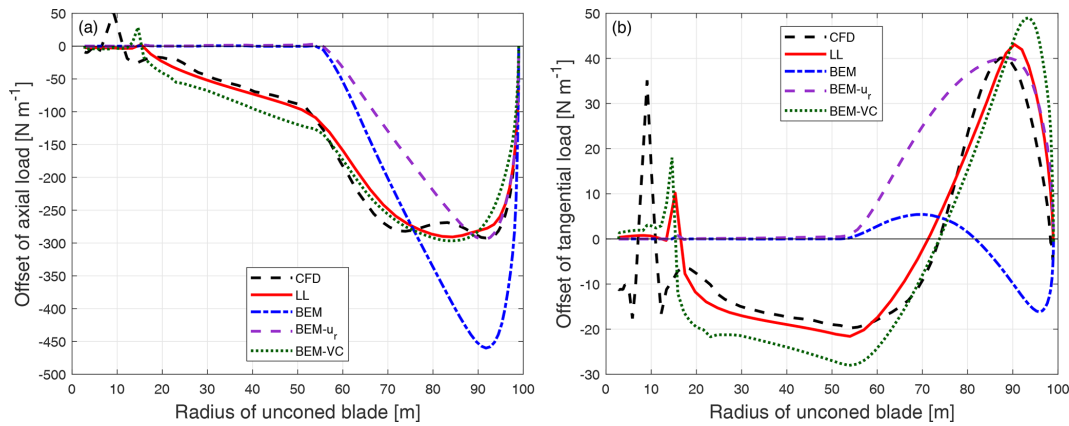 (a)
50
0
-50
-100
-150
-200
-250
-300
-350
-400
-450
-500
Offset of axial load [N m⁻¹]
CFD
LL
BEM
BEM-uᵣ
BEM-VC
0 10 20 30 40 50 60 70 80 90 100
Radius of unconed blade [m]
(b)
50
40
30
20
10
0
-10
-20
-30
Offset of tangential load [N m⁻¹]
CFD
LL
BEM
BEM-uᵣ
BEM-VC
0 10 20 30 40 50 60 70 80 90 100
Radius of unconed blade [m]